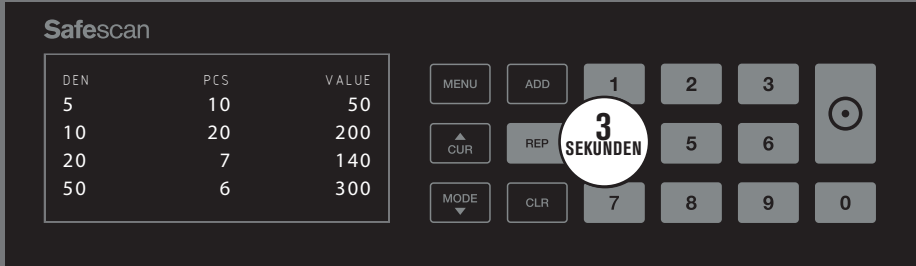 Safescan
DEN PCS VALUE
5 10 50
10 20 200
20 7 140
50 6 300
MENU ADD 1 2 3
CUR REP 3 SEKUNDEN 5 6
MODE CLR 7 8 9 0